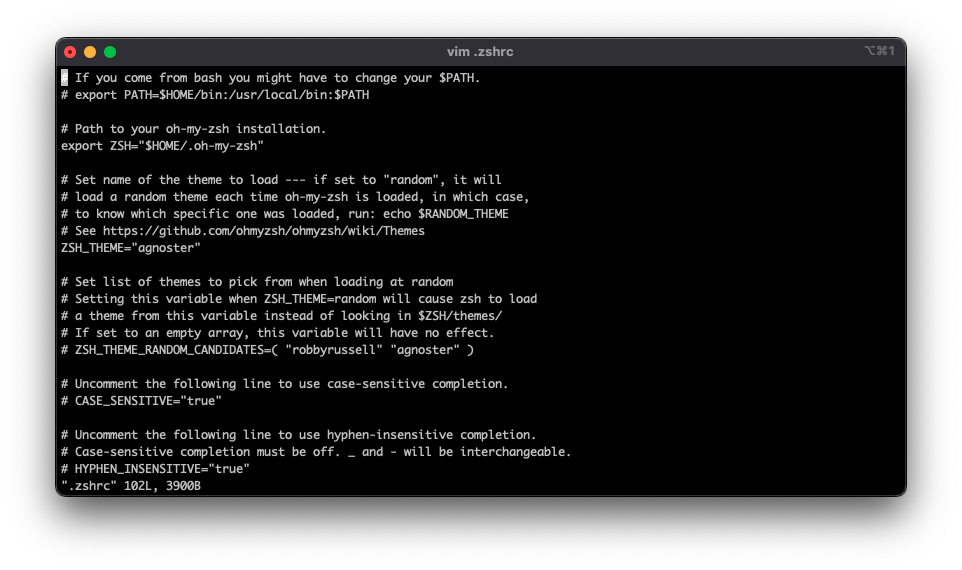 vim .zshrc
⌥⌘1
# If you come from bash you might have to change your $PATH.
# export PATH=$HOME/bin:/usr/local/bin:$PATH
# Path to your oh-my-zsh installation.
export ZSH="$HOME/.oh-my-zsh"
# Set name of the theme to load --- if set to "random", it will
# load a random theme each time oh-my-zsh is loaded, in which case,
# to know which specific one was loaded, run: echo $RANDOM_THEME
# See https://github.com/ohmyzsh/ohmyzsh/wiki/Themes
ZSH_THEME="agnoster"
# Set list of themes to pick from when loading at random
# Setting this variable when ZSH_THEME=random will cause zsh to load
# a theme from this variable instead of looking in $ZSH/themes/
# If set to an empty array, this variable will have no effect.
# ZSH_THEME_RANDOM_CANDIDATES=( "robbyrussell" "agnoster" )
# Uncomment the following line to use case-sensitive completion.
# CASE_SENSITIVE="true"
# Uncomment the following line to use hyphen-insensitive completion.
# Case-sensitive completion must be off. _ and - will be interchangeable.
# HYPHEN_INSENSITIVE="true"
".zshrc" 102L, 3900B